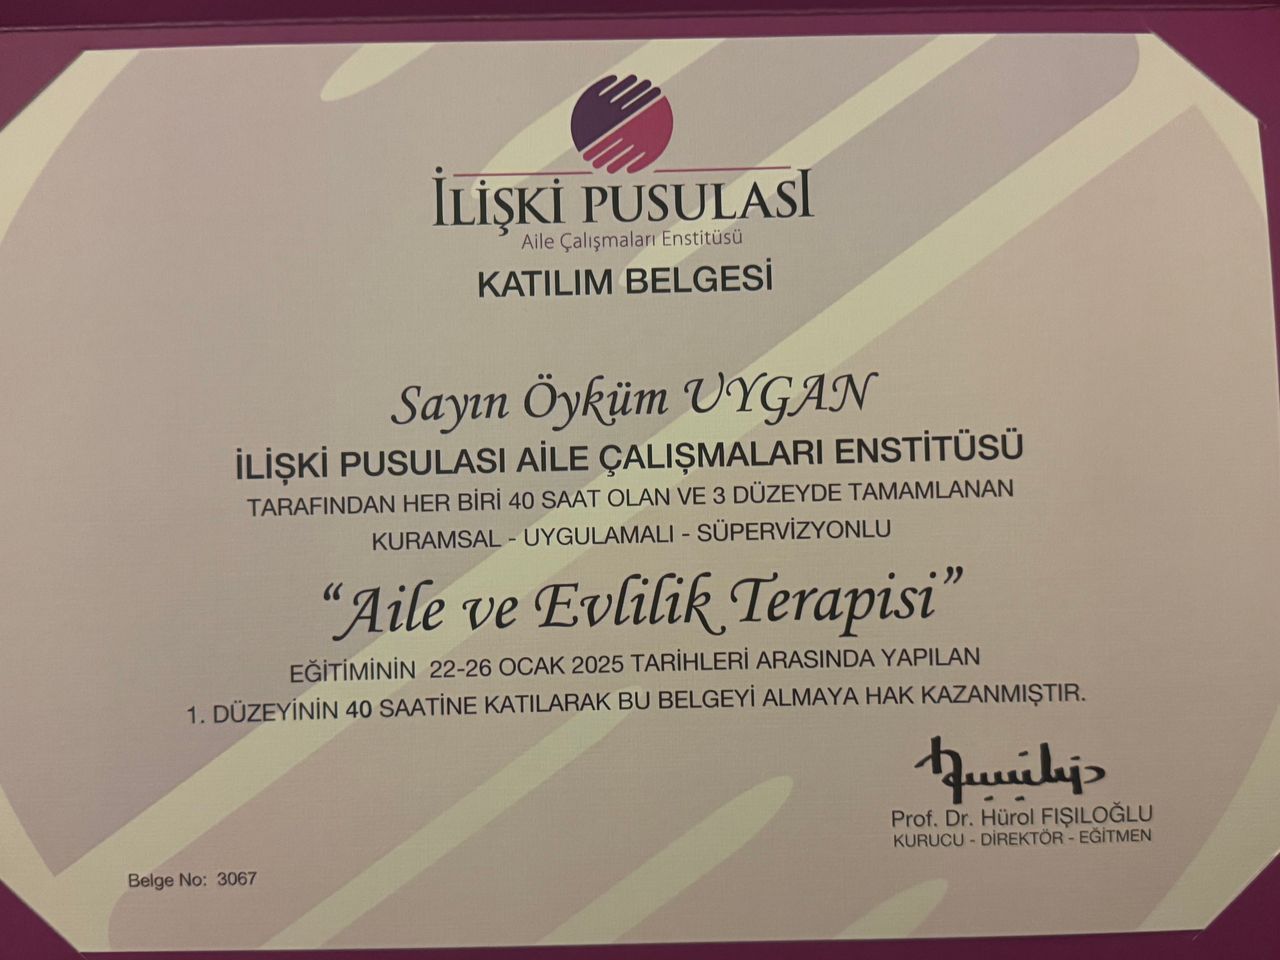 İLİŞKİ PUSULASI
Aile Çalışmaları Enstitüsü
KATILIM BELGESİ
Sayın Öyküm UYGAN
İLİŞKİ PUSULASI AİLE ÇALIŞMALARI ENSTİTÜSÜ
TARAFINDAN HER BİRİ 40 SAAT OLAN VE 3 DÜZEYDE TAMAMLANAN
KURAMSAL - UYGULAMALI - SÜPERVİZYONLU
“Aile ve Evlilik Terapisi”
EĞİTİMİNİN 22-26 OCAK 2025 TARİHLERİ ARASINDA YAPILAN
1. DÜZEYİNİN 40 SAATİNE KATILARAK BU BELGEYİ ALMAYA HAK KAZANMIŞTIR.
Prof. Dr. Hürol FIŞILOĞLU
KURUCU - DİREKTÖR - EĞİTMEN
Belge No: 3067